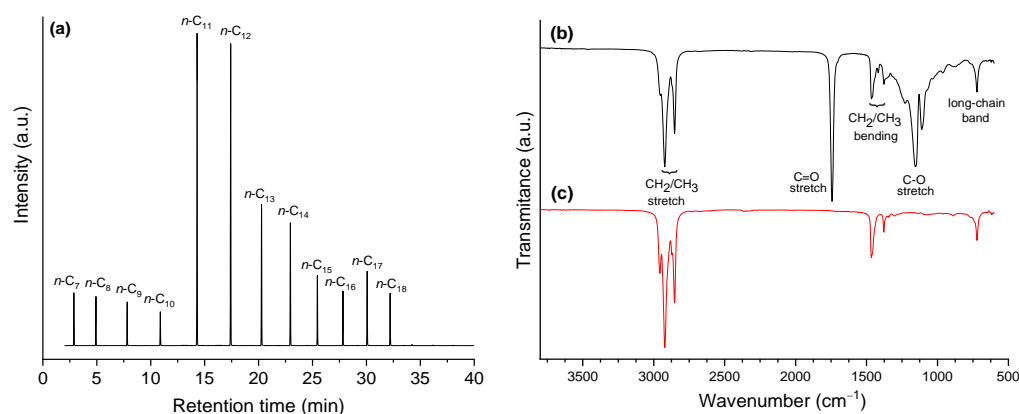 (a)
n-C₁₁
n-C₁₂
n-C₁₃
n-C₁₄
n-C₁₅
n-C₁₆
n-C₁₇
n-C₁₈
n-C₇
n-C₈
n-C₉
n-C₁₀
Intensity (a.u.)
0 5 10 15 20 25 30 35 40
Retention time (min)
(b)
CH₂/CH₃
stretch
C=O
stretch
CH₂/CH₃
bending
C-O
stretch
long-chain
band
(c)
Transmitance (a.u.)
3500 3000 2500 2000 1500 1000 500
Wavenumber (cm⁻¹)